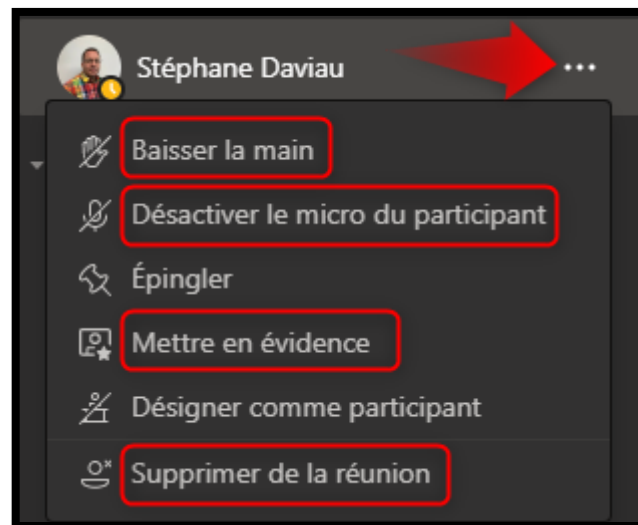 Stéphane Daviau
Baisser la main
Désactiver le micro du participant
Épingler
Mettre en évidence
Désigner comme participant
Supprimer de la réunion